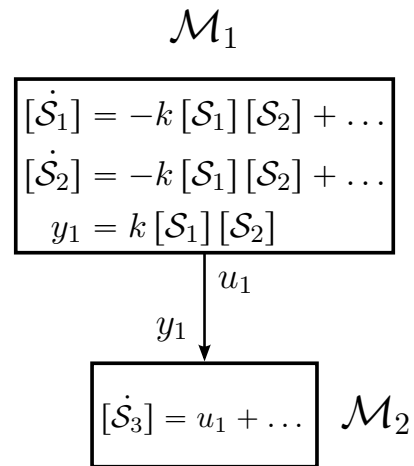 ℳ₁
[𝒮̇₁] = −k [𝒮₁] [𝒮₂] + …
[𝒮̇₂] = −k [𝒮₁] [𝒮₂] + …
y₁ = k [𝒮₁] [𝒮₂]
u₁
y₁
[𝒮̇₃] = u₁ + …
ℳ₂